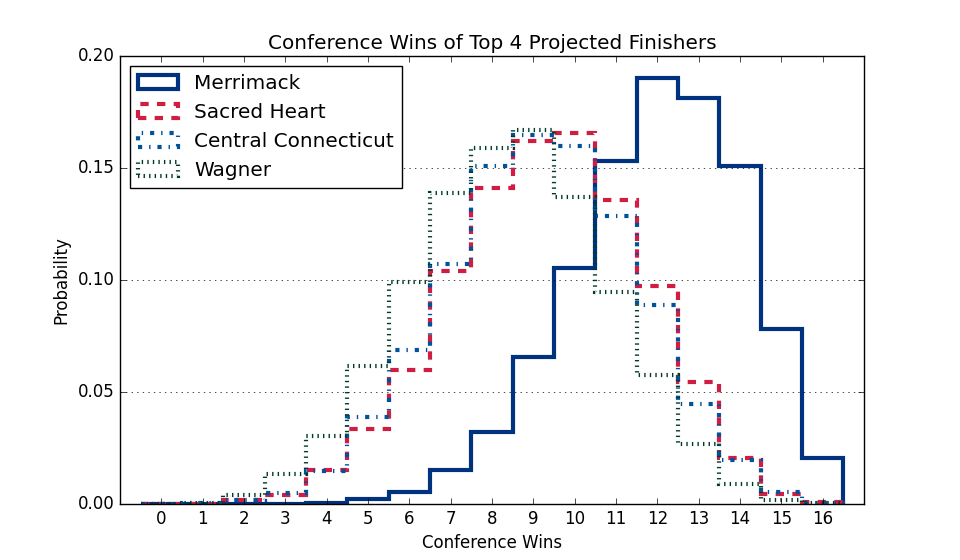 Conference Wins of Top 4 Projected Finishers
0.20
Merrimack
Sacred Heart
Central Connecticut
Wagner
0.15
0.10
0.05
0.00
Probability
0 1 2 3 4 5 6 7 8 9 10 11 12 13 14 15 16
Conference Wins